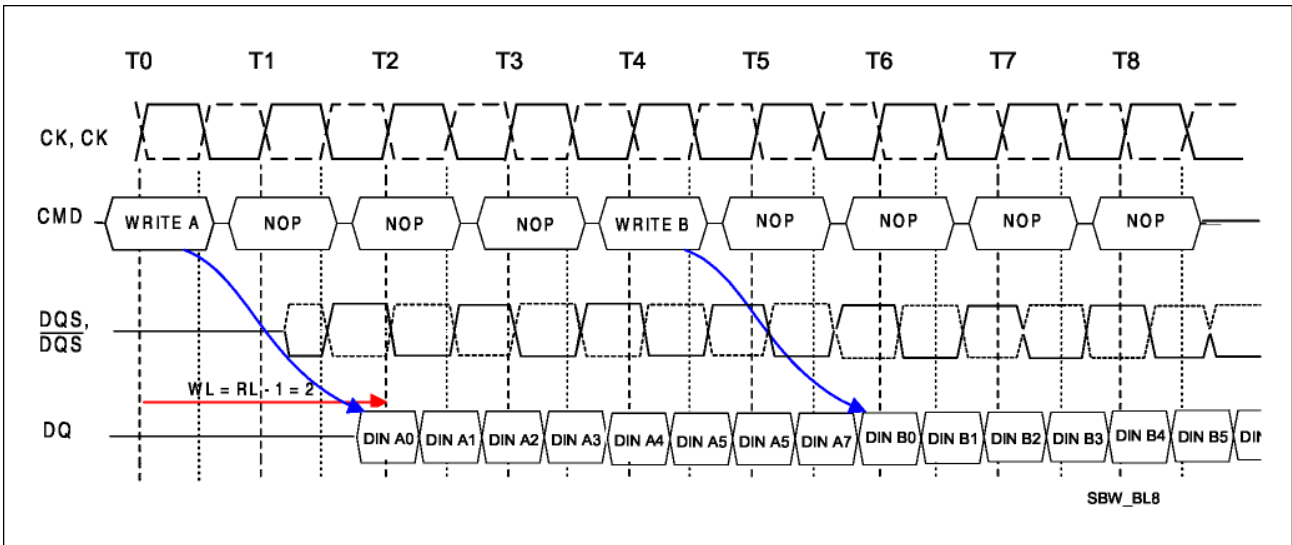 T0 T1 T2 T3 T4 T5 T6 T7 T8
CK, CK
CMD WRITE A NOP NOP NOP WRITE B NOP NOP NOP NOP
DQS,
DQS
WL = RL - 1 = 2
DQ DIN A0 DIN A1 DIN A2 DIN A3 DIN A4 DIN A5 DIN A5 DIN A7 DIN B0 DIN B1 DIN B2 DIN B3 DIN B4 DIN B5 DIN
SBW_BL8